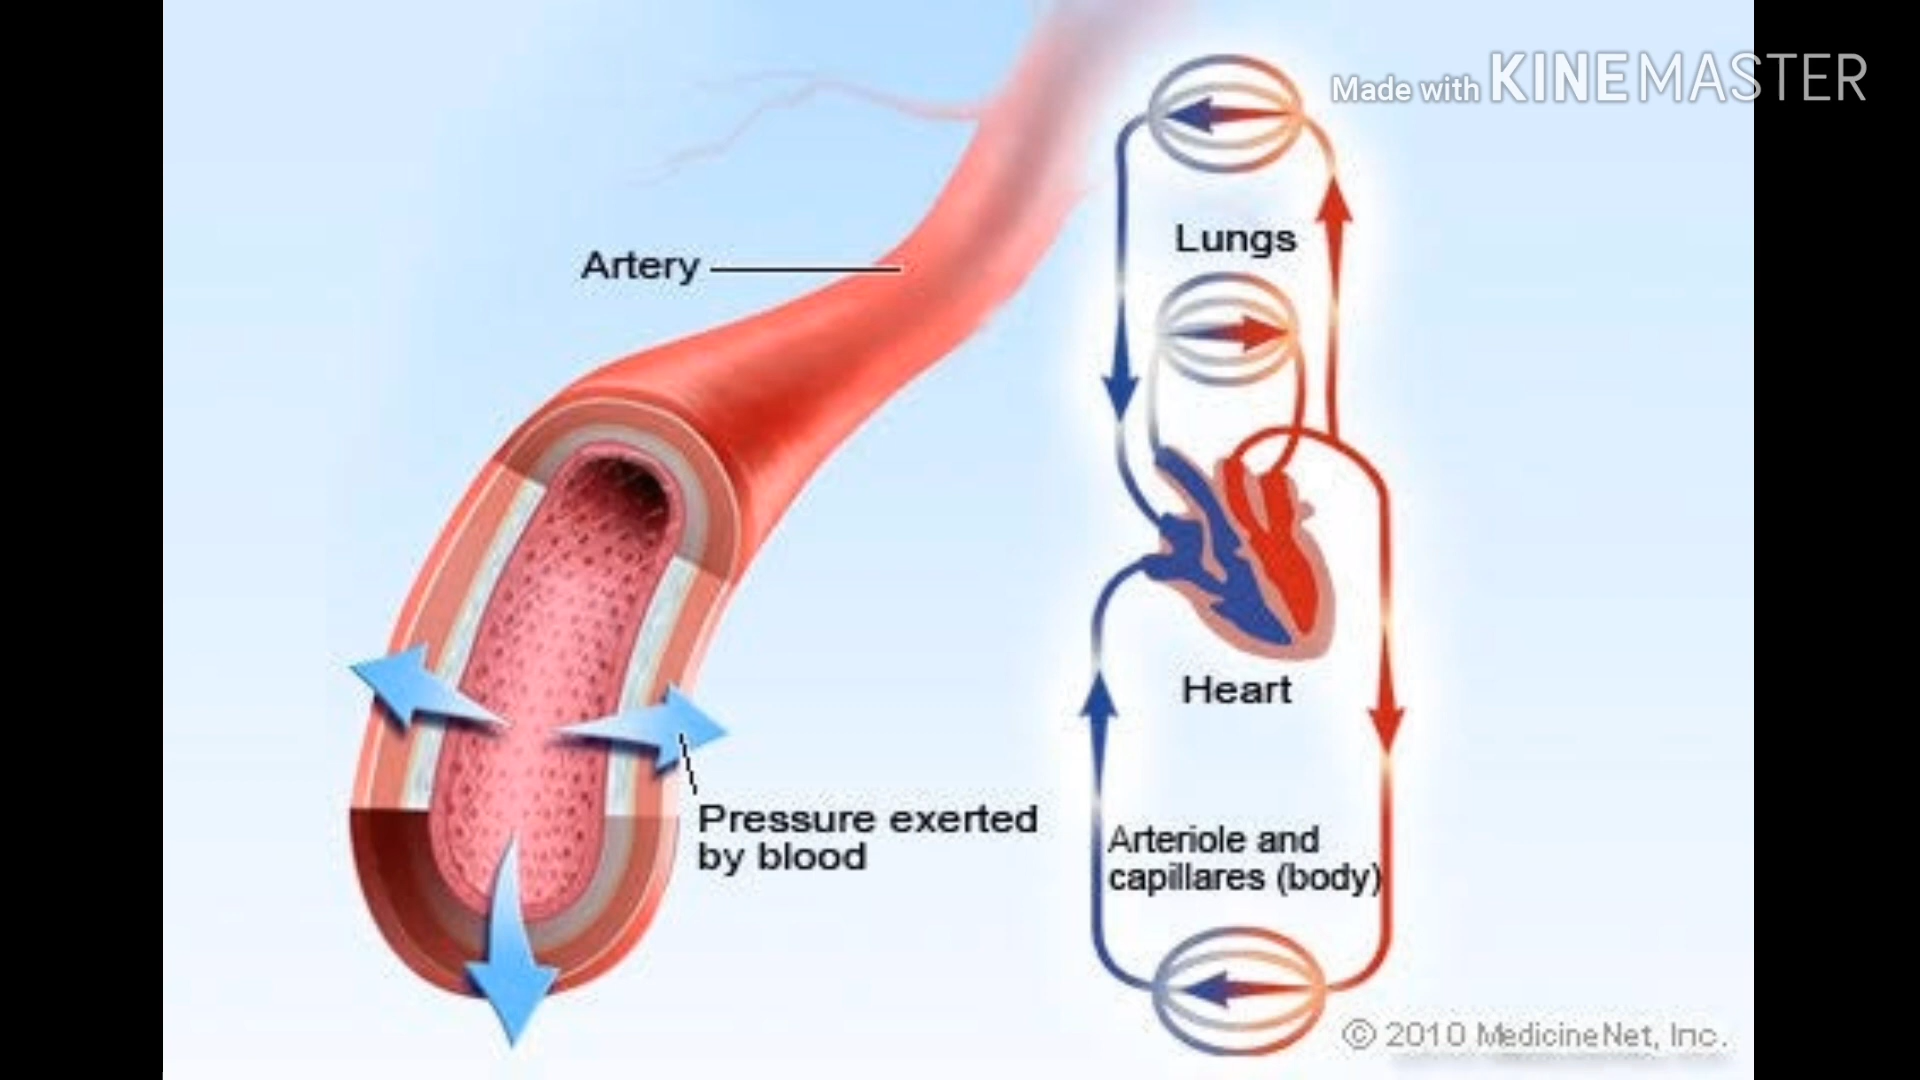 Made with KINEMASTER
Lungs
Artery
Heart
Pressure exerted
by blood
Arteriole and
capillares (body)
© 2010 MedicineNet, Inc.